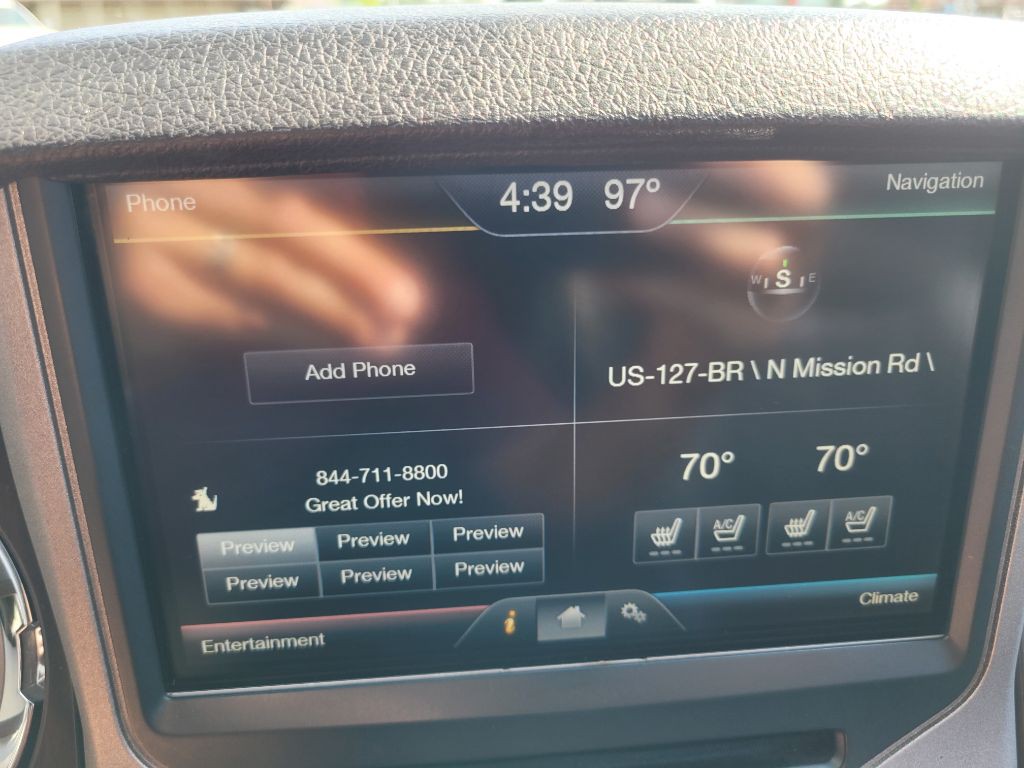 Phone
4:39 97°
Navigation
W S E
Add Phone
US-127-BR \ N Mission Rd \
844-711-8800
Great Offer Now!
Preview Preview Preview
Preview Preview Preview
70° 70°
A/C A/C
Entertainment
i
Climate